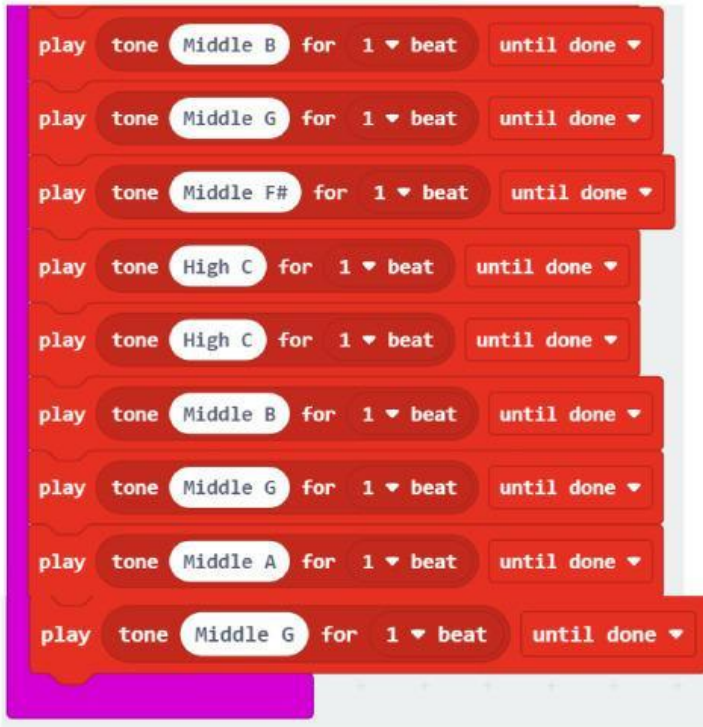 play tone Middle B for 1 beat until done
play tone Middle G for 1 beat until done
play tone Middle F# for 1 beat until done
play tone High C for 1 beat until done
play tone High C for 1 beat until done
play tone Middle B for 1 beat until done
play tone Middle G for 1 beat until done
play tone Middle A for 1 beat until done
play tone Middle G for 1 beat until done